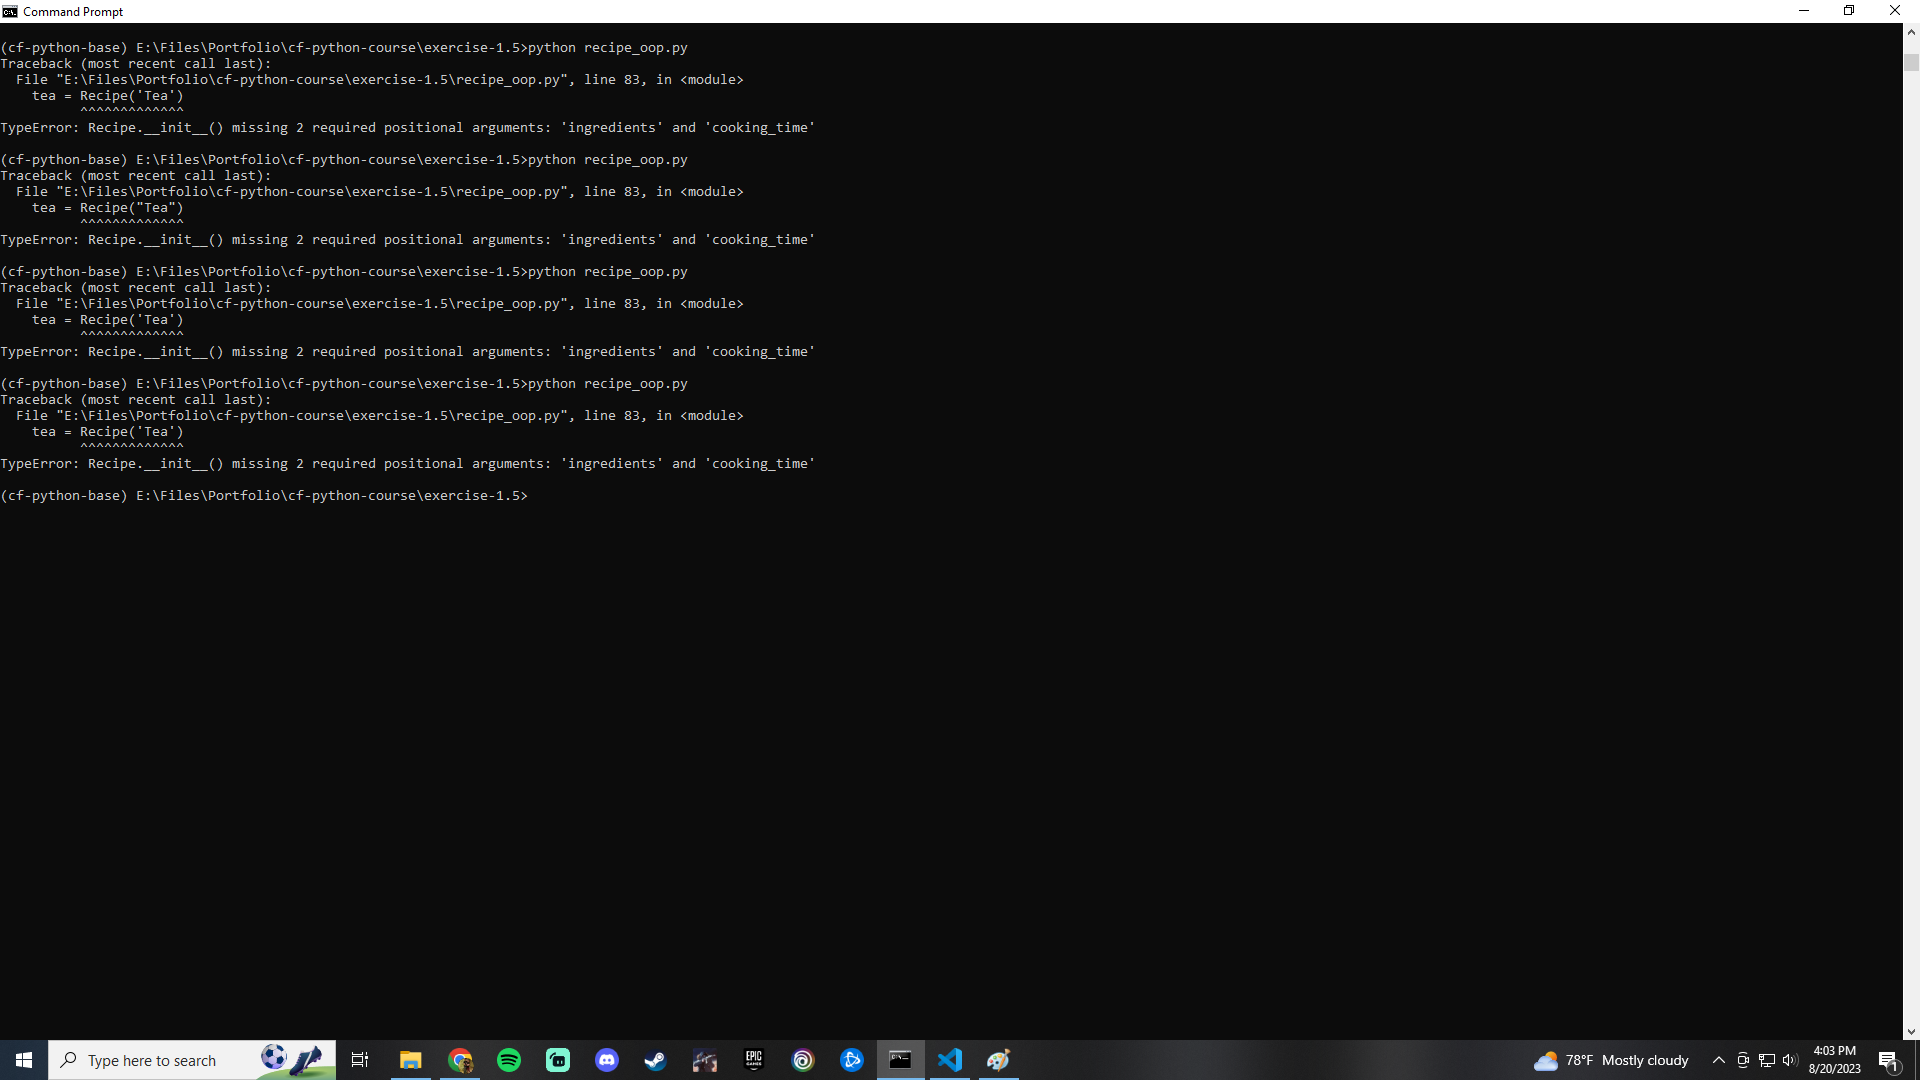 Command Prompt
(cf-python-base) E:\Files\Portfolio\cf-python-course\exercise-1.5>python recipe_oop.py
Traceback (most recent call last):
  File "E:\Files\Portfolio\cf-python-course\exercise-1.5\recipe_oop.py", line 83, in <module>
    tea = Recipe('Tea')
          ^^^^^^^^^^^^^
TypeError: Recipe.__init__() missing 2 required positional arguments: 'ingredients' and 'cooking_time'
(cf-python-base) E:\Files\Portfolio\cf-python-course\exercise-1.5>python recipe_oop.py
Traceback (most recent call last):
  File "E:\Files\Portfolio\cf-python-course\exercise-1.5\recipe_oop.py", line 83, in <module>
    tea = Recipe("Tea")
          ^^^^^^^^^^^^^
TypeError: Recipe.__init__() missing 2 required positional arguments: 'ingredients' and 'cooking_time'
(cf-python-base) E:\Files\Portfolio\cf-python-course\exercise-1.5>python recipe_oop.py
Traceback (most recent call last):
  File "E:\Files\Portfolio\cf-python-course\exercise-1.5\recipe_oop.py", line 83, in <module>
    tea = Recipe('Tea')
          ^^^^^^^^^^^^^
TypeError: Recipe.__init__() missing 2 required positional arguments: 'ingredients' and 'cooking_time'
(cf-python-base) E:\Files\Portfolio\cf-python-course\exercise-1.5>python recipe_oop.py
Traceback (most recent call last):
  File "E:\Files\Portfolio\cf-python-course\exercise-1.5\recipe_oop.py", line 83, in <module>
    tea = Recipe('Tea')
          ^^^^^^^^^^^^^
TypeError: Recipe.__init__() missing 2 required positional arguments: 'ingredients' and 'cooking_time'
(cf-python-base) E:\Files\Portfolio\cf-python-course\exercise-1.5>
Type here to search
EPIC GAMES
78°F Mostly cloudy
4:03 PM
8/20/2023
1